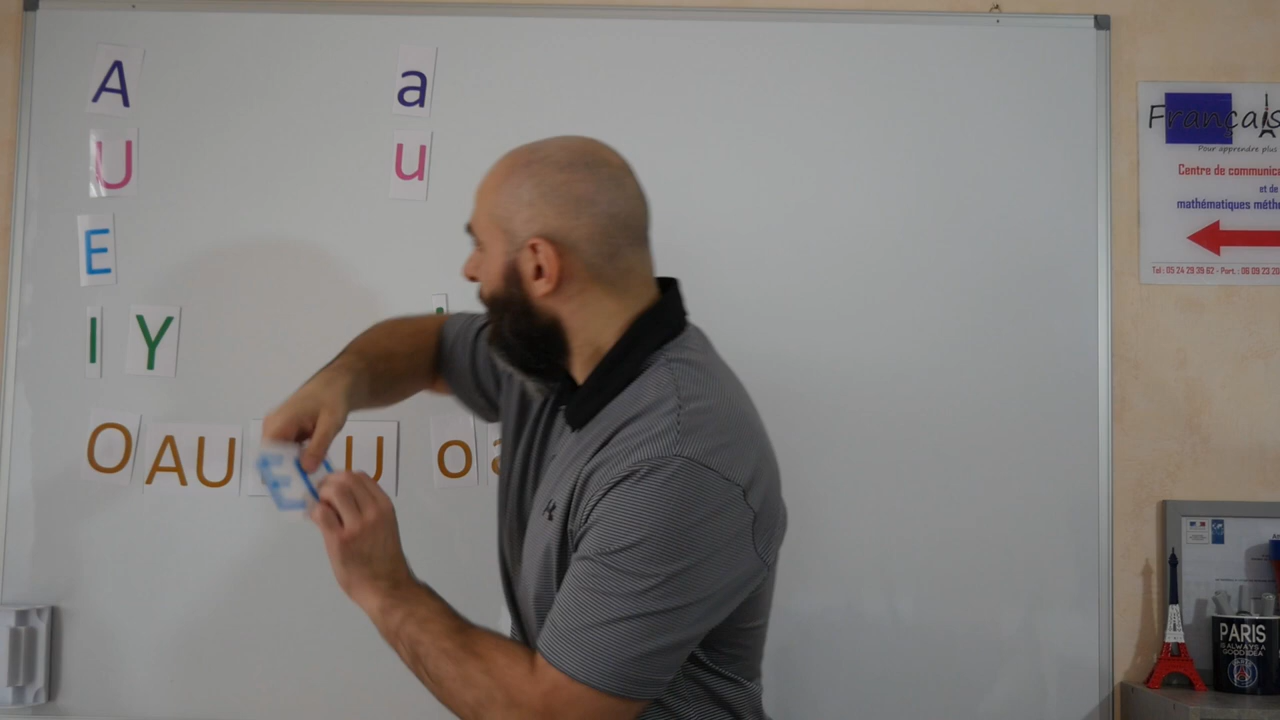 A a
U u
E
I Y
O AU U o
E
Français
Pour apprendre plus
Centre de communica
et de
mathématiques méth
Tél : 05 24 29 39 62 - Port. : 06 09 23 20
PARIS
IS ALWAYS A
GOOD IDEA